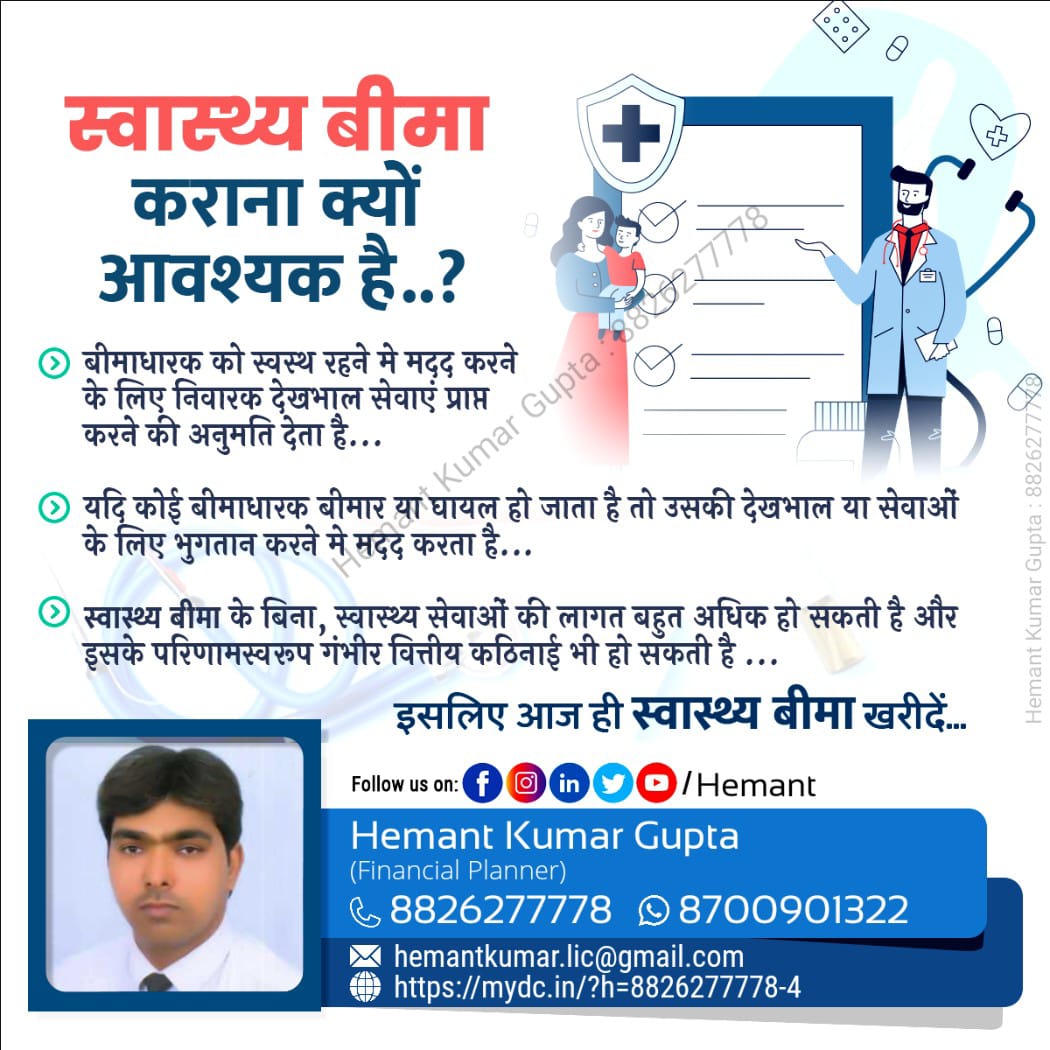 स्वास्थ्य बीमा
कराना क्यों
आवश्यक है..?
बीमाधारक को स्वस्थ रहने मे मदद करने
के लिए निवारक देखभाल सेवाएं प्राप्त
करने की अनुमति देता है...
यदि कोई बीमाधारक बीमार या घायल हो जाता है तो उसकी देखभाल या सेवाओं
के लिए भुगतान करने मे मदद करता है...
स्वास्थ्य बीमा के बिना, स्वास्थ्य सेवाओं की लागत बहुत अधिक हो सकती है और
इसके परिणामस्वरूप गंभीर वित्तीय कठिनाई भी हो सकती है ...
इसलिए आज ही स्वास्थ्य बीमा खरीदें...
Follow us on: /Hemant
Hemant Kumar Gupta
(Financial Planner)
8826277778 8700901322
hemantkumar.lic@gmail.com
https://mydc.in/?h=8826277778-4
Hemant Kumar Gupta : 8826277778
Hemant Kumar Gupta : 8826277778